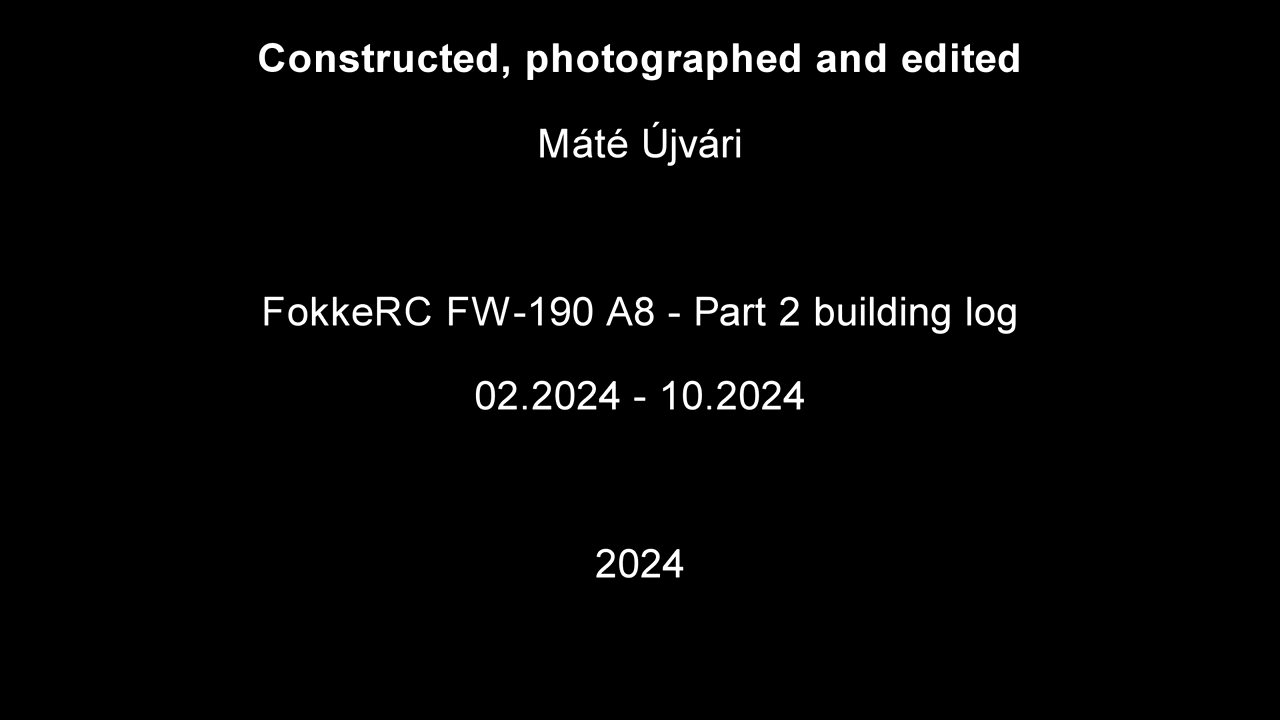 Constructed, photographed and edited
Máté Újvári
FokkeRC FW-190 A8 - Part 2 building log
02.2024 - 10.2024
2024